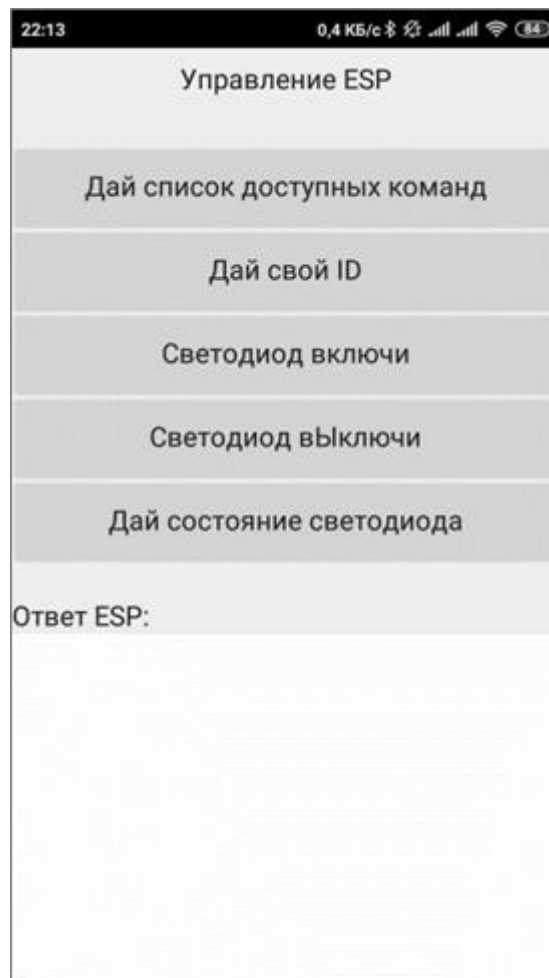 22:13 0,4 КБ/с 84
Управление ESP
Дай список доступных команд
Дай свой ID
Светодиод включи
Светодиод вЫключи
Дай состояние светодиода
Ответ ESP: